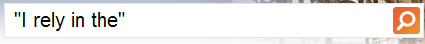 "I rely in the"